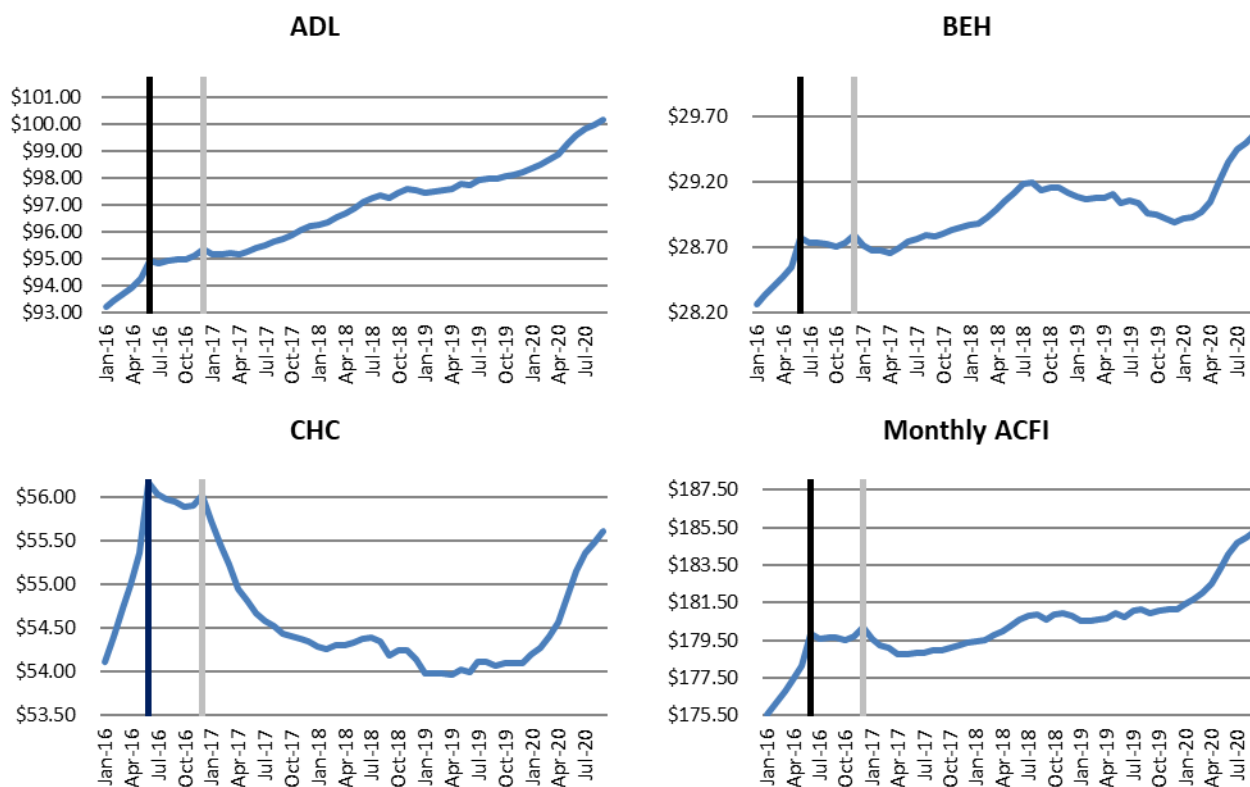 ADL
$101.00
$100.00
$99.00
$98.00
$97.00
$96.00
$95.00
$94.00
$93.00
Jan-16
Apr-16
Jul-16
Oct-16
Jan-17
Apr-17
Jul-17
Oct-17
Jan-18
Apr-18
Jul-18
Oct-18
Jan-19
Apr-19
Jul-19
Oct-19
Jan-20
Apr-20
Jul-20
BEH
$29.70
$29.20
$28.70
$28.20
Jan-16
Apr-16
Jul-16
Oct-16
Jan-17
Apr-17
Jul-17
Oct-17
Jan-18
Apr-18
Jul-18
Oct-18
Jan-19
Apr-19
Jul-19
Oct-19
Jan-20
Apr-20
Jul-20
CHC
$56.00
$55.50
$55.00
$54.50
$54.00
$53.50
Jan-16
Apr-16
Jul-16
Oct-16
Jan-17
Apr-17
Jul-17
Oct-17
Jan-18
Apr-18
Jul-18
Oct-18
Jan-19
Apr-19
Jul-19
Oct-19
Jan-20
Apr-20
Jul-20
Monthly ACFI
$187.50
$185.50
$183.50
$181.50
$179.50
$177.50
$175.50
Jan-16
Apr-16
Jul-16
Oct-16
Jan-17
Apr-17
Jul-17
Oct-17
Jan-18
Apr-18
Jul-18
Oct-18
Jan-19
Apr-19
Jul-19
Oct-19
Jan-20
Apr-20
Jul-20